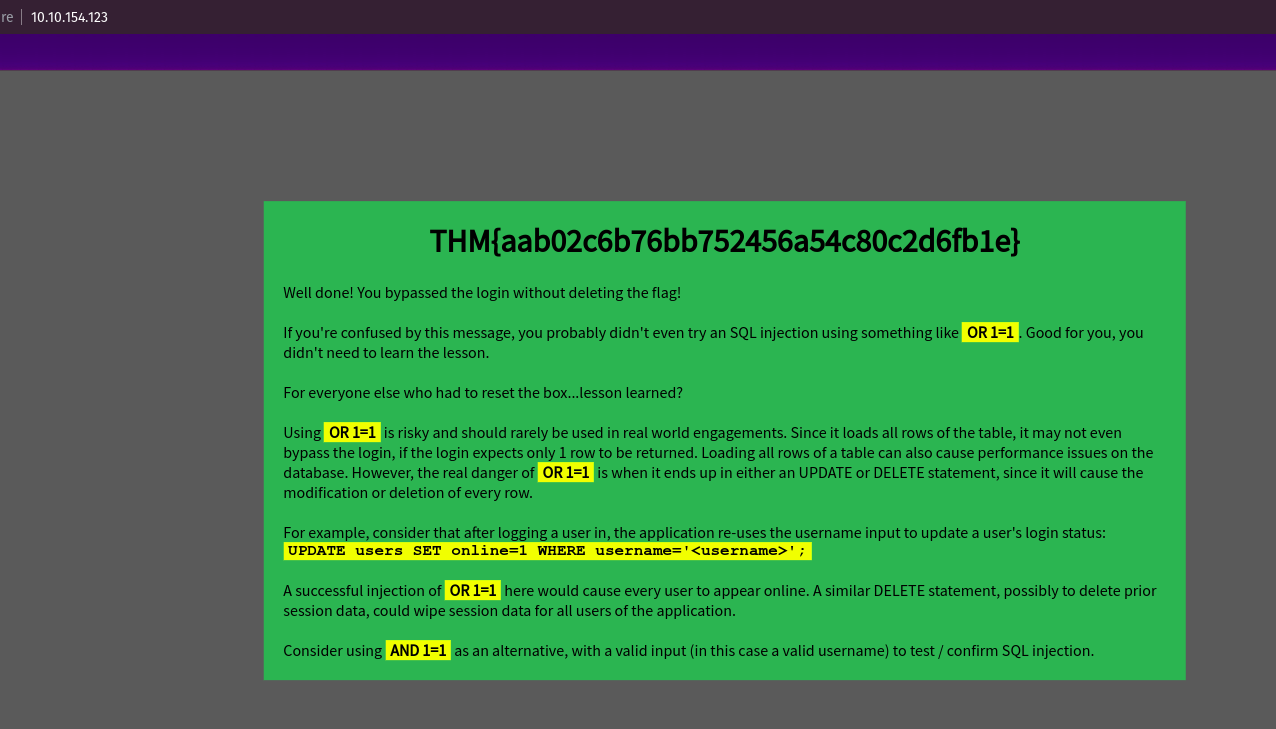 re
10.10.154.123
THM{aab02c6b76bb752456a54c80c2d6fb1e}
Well done! You bypassed the login without deleting the flag!
If you're confused by this message, you probably didn't even try an SQL injection using something like OR 1=1. Good for you, you
didn't need to learn the lesson.
For everyone else who had to reset the box...lesson learned?
Using OR 1=1 is risky and should rarely be used in real world engagements. Since it loads all rows of the table, it may not even
bypass the login, if the login expects only 1 row to be returned. Loading all rows of a table can also cause performance issues on the
database. However, the real danger of OR 1=1 is when it ends up in either an UPDATE or DELETE statement, since it will cause the
modification or deletion of every row.
For example, consider that after logging a user in, the application re-uses the username input to update a user's login status:
UPDATE users SET online=1 WHERE username='<username>';
A successful injection of OR 1=1 here would cause every user to appear online. A similar DELETE statement, possibly to delete prior
session data, could wipe session data for all users of the application.
Consider using AND 1=1 as an alternative, with a valid input (in this case a valid username) to test / confirm SQL injection.